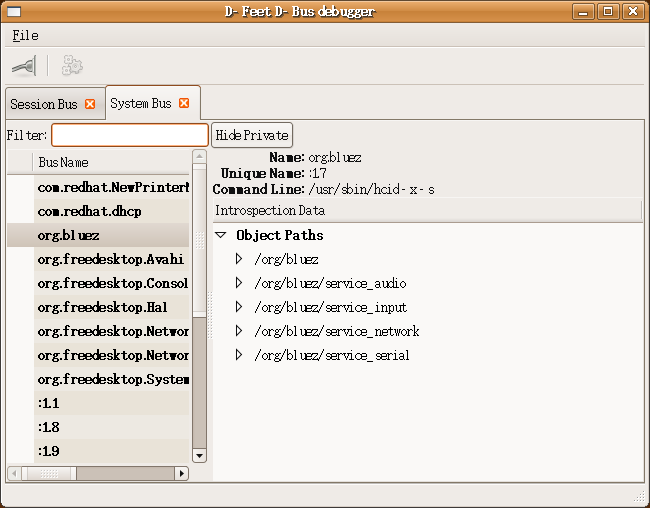 D-Feet D-Bus debugger
File
Session Bus
System Bus
Filter:
Hide Private
Bus Name
com.redhat.NewPrinterN
com.redhat.dhcp
org.bluez
org.freedesktop.Avahi
org.freedesktop.Consol
org.freedesktop.Hal
org.freedesktop.Networ
org.freedesktop.Networ
org.freedesktop.System
:1.1
:1.8
:1.9
Name: org.bluez
Unique Name: :1.7
Command Line: /usr/sbin/hcid -x -s
Introspection Data
Object Paths
/org/bluez
/org/bluez/service_audio
/org/bluez/service_input
/org/bluez/service_network
/org/bluez/service_serial